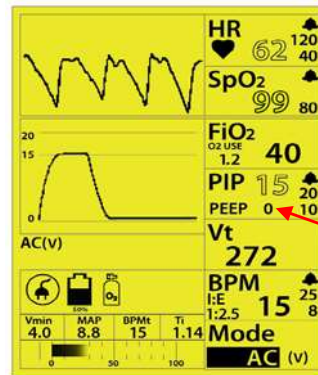 HR 62 120 40
SpO2 99 80
20
15
0
FiO2
O2 USE
1.2 40
PIP 15 20
PEEP 0 10
AC(v)
Vt
272
BPM
I:E
1:2.5 15 25 8
50%
O2
Vmin MAP BPMt Ti
4.0 8.8 15 1.14
0 50 100
Mode
AC (v)